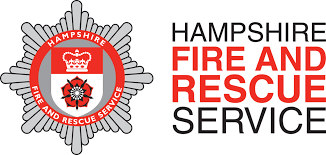 HAMPSHIRE
FIRE AND RESCUE SERVICE
HAMPSHIRE
FIRE AND
RESCUE
SERVICE